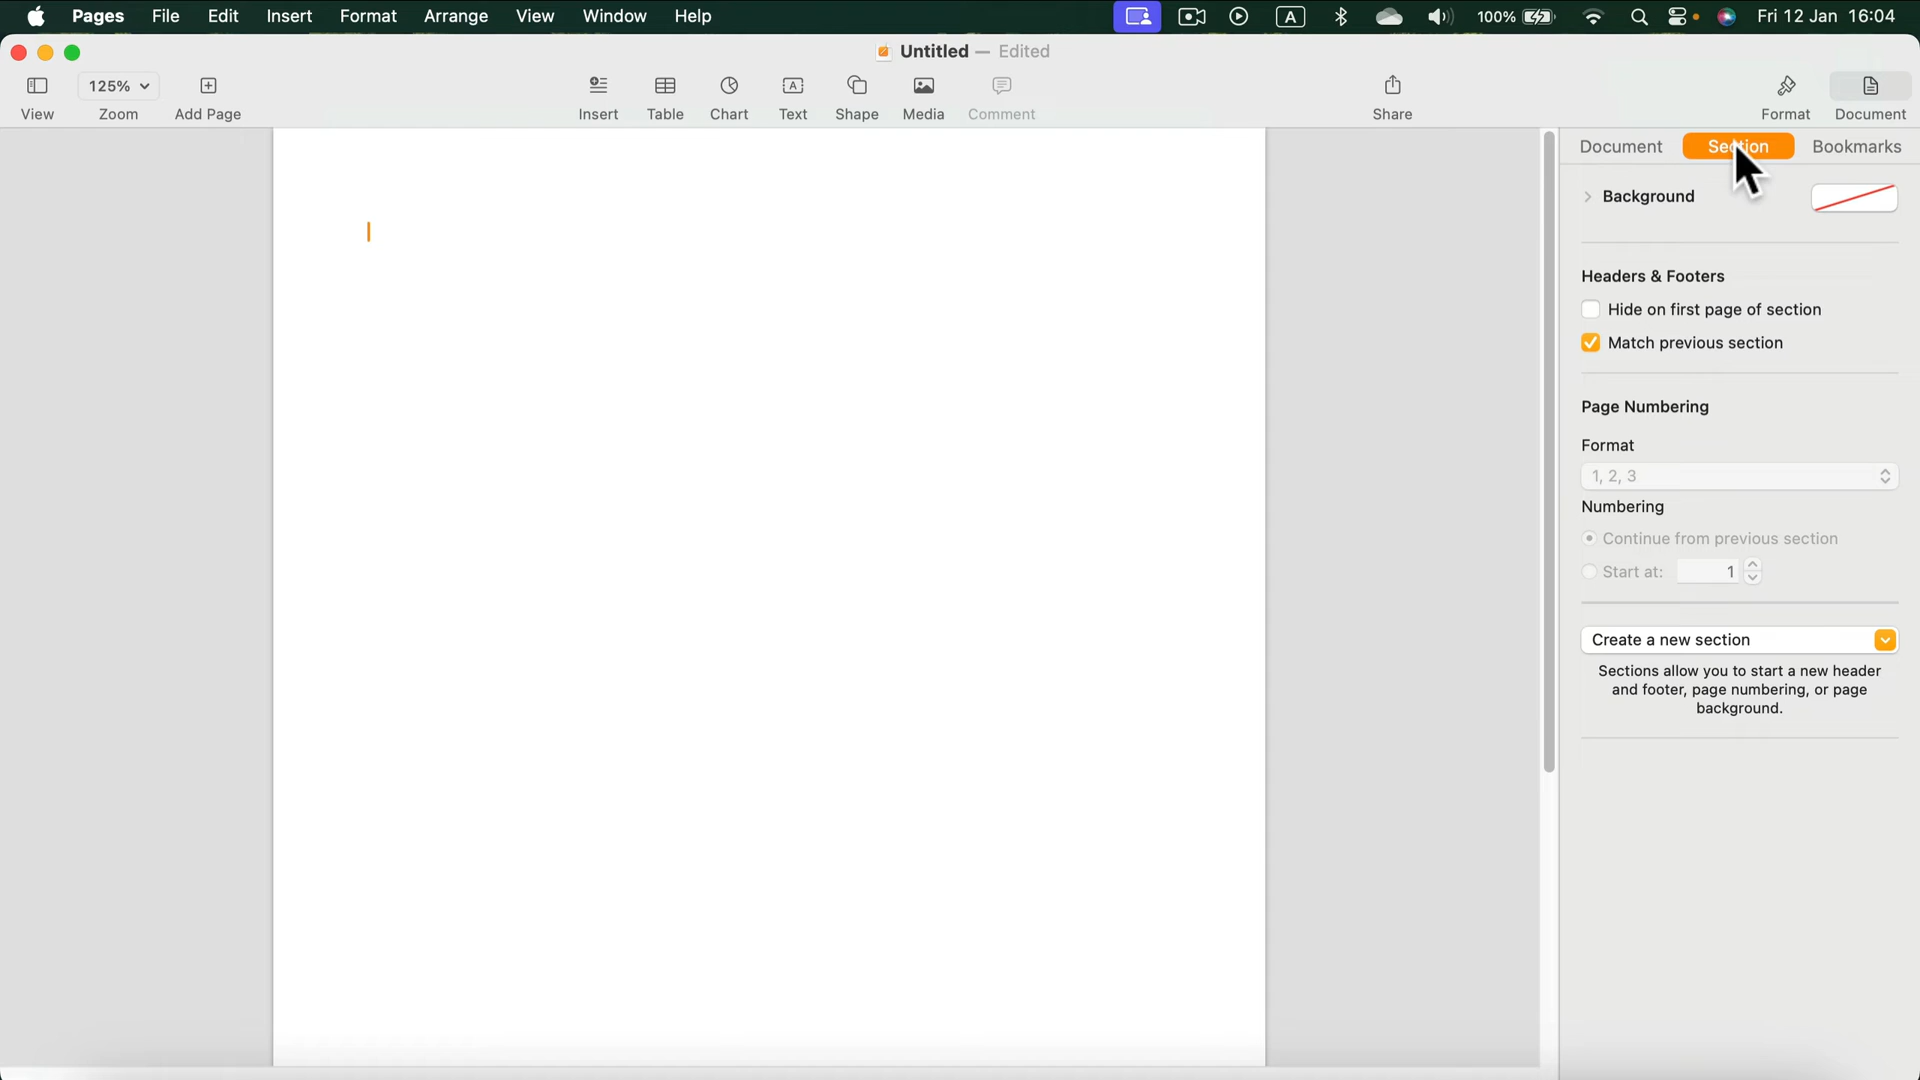 Pages File Edit Insert Format Arrange View Window Help A 100% Fri 12 Jan 16:04
Untitled — Edited
125%
View Zoom Add Page Insert Table Chart Text Shape Media Comment Share Format Document
Document Section Bookmarks
Background
Headers & Footers
Hide on first page of section
Match previous section
Page Numbering
Format
1, 2, 3
Numbering
Continue from previous section
Start at: 1
Create a new section
Sections allow you to start a new header
and footer, page numbering, or page
background.